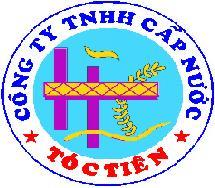 CÔNG TY TNHH CẤP NƯỚC
TÓC TIÊN